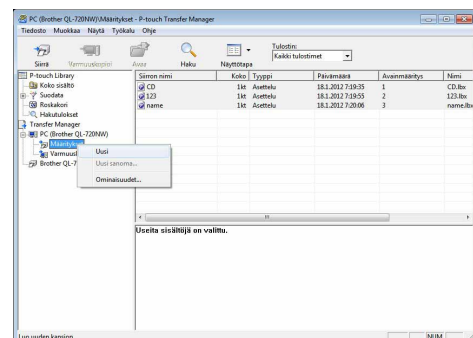 PC (Brother QL-720NW)\Määritykset - P-touch Transfer Manager
Tiedosto Muokkaa Näytä Työkalu Ohje
Tulostin:
Kaikki tulostimet
Siirrä Varmuuskopioi Avaa Haku Näyttötapa
P-touch Library
Koko sisältö
Suodata
Roskakori
Hakutulokset
Transfer Manager
PC (Brother QL-720NW)
Määritykset
Brother QL-7
Uusi
Uusi sanoma...
Ominaisuudet...
Siirron nimi Koko Tyyppi Päivämäärä Avainmääritys Nimi
CD 1kt Asettelu 18.1.2012 7:19:35 1 CD.lbx
123 1kt Asettelu 18.1.2012 7:19:55 2 123.lbx
name 1kt Asettelu 18.1.2012 7:20:06 3 name.lbx
Useita sisältöjä on valittu.
Luo uuden kansion.
NUM